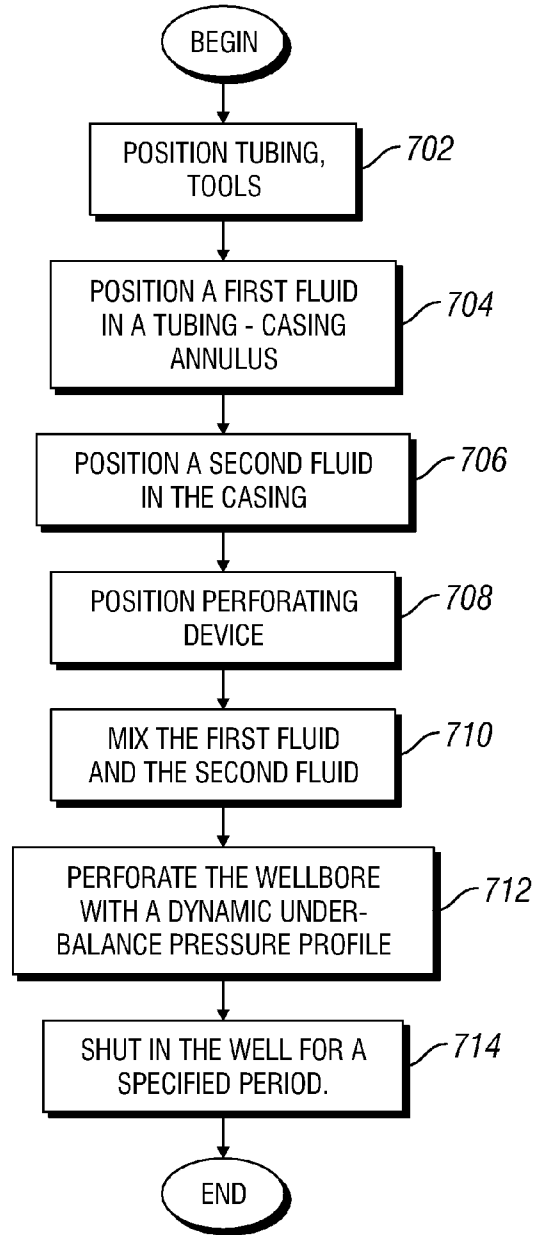 BEGIN
POSITION TUBING,
TOOLS
702
POSITION A FIRST FLUID
IN A TUBING - CASING
ANNULUS
704
POSITION A SECOND FLUID
IN THE CASING
706
POSITION PERFORATING
DEVICE
708
MIX THE FIRST FLUID
AND THE SECOND FLUID
710
PERFORATE THE WELLBORE
WITH A DYNAMIC UNDER-
BALANCE PRESSURE PROFILE
712
SHUT IN THE WELL FOR A
SPECIFIED PERIOD.
714
END